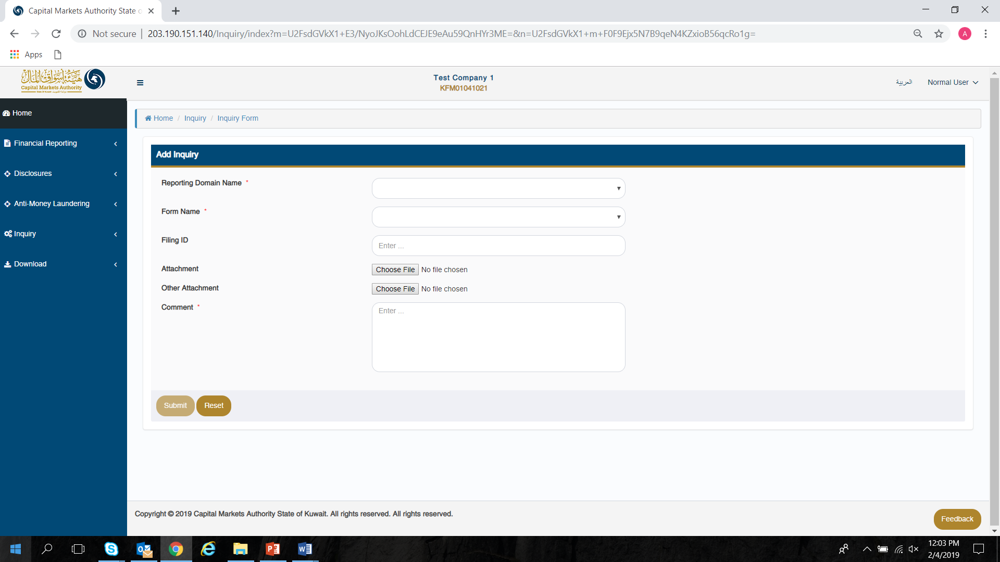 Capital Markets Authority State o
Not secure
203.190.151.140/Inquiry/index?m=U2FsdGVkX1+E3/NyoJKsOohLdCEJE9eAu59QnHYr3ME=&n=U2FsdGVkX1+m+F0F9Ejx5N7B9qeN4KZxioB56qcRo1g=
A
Apps
هيئة أسواق المال
Capital Markets Authority
Test Company 1
KFM01041021
العربية
Normal User
Home
Financial Reporting
Disclosures
Anti-Money Laundering
Inquiry
Download
Home / Inquiry / Inquiry Form
Add Inquiry
Reporting Domain Name *
Form Name *
Filing ID
Enter ...
Attachment
Choose File No file chosen
Other Attachment
Choose File No file chosen
Comment *
Enter ...
Submit
Reset
Copyright © 2019 Capital Markets Authority State of Kuwait. All rights reserved. All rights reserved.
Feedback
12:03 PM
2/4/2019